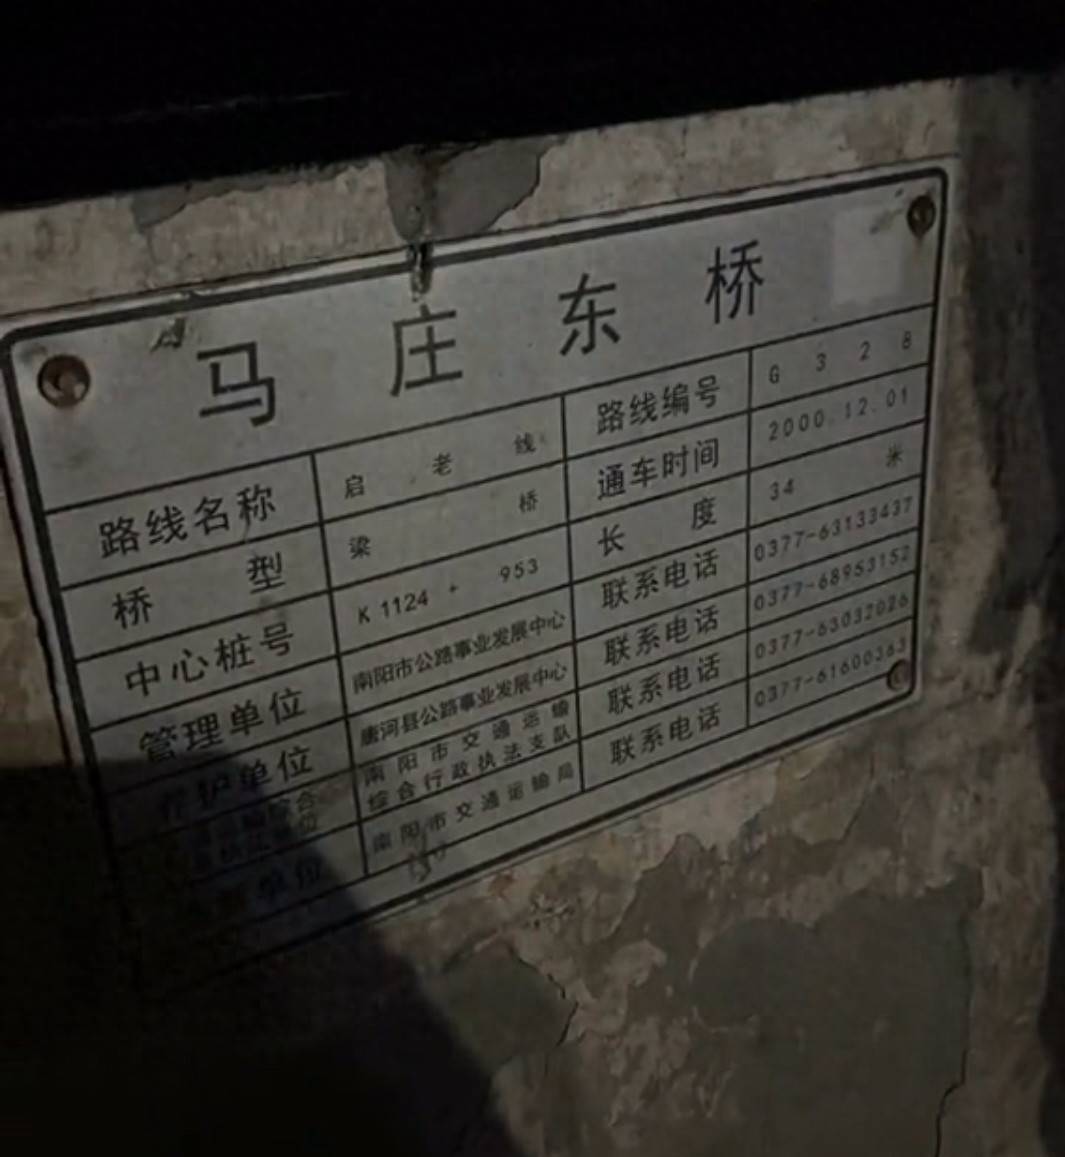 马庄东桥
路线名称 启老线 路线编号 G328
桥型 梁桥 通车时间 2000.12.01
中心桩号 K1124+953 长度 34米
管理单位 南阳市公路事业发展中心 联系电话 0377-63133437
养护单位 唐河县公路事业发展中心 联系电话 0377-68953152
南阳市交通运输
综合行政执法支队 联系电话 0377-63032026
单位 南阳市交通运输局 联系电话 0377-61600363